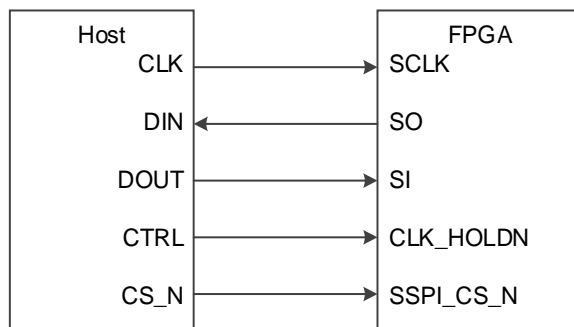 Host FPGA
CLK SCLK
DIN SO
DOUT SI
CTRL CLK_HOLDN
CS_N SSPI_CS_N